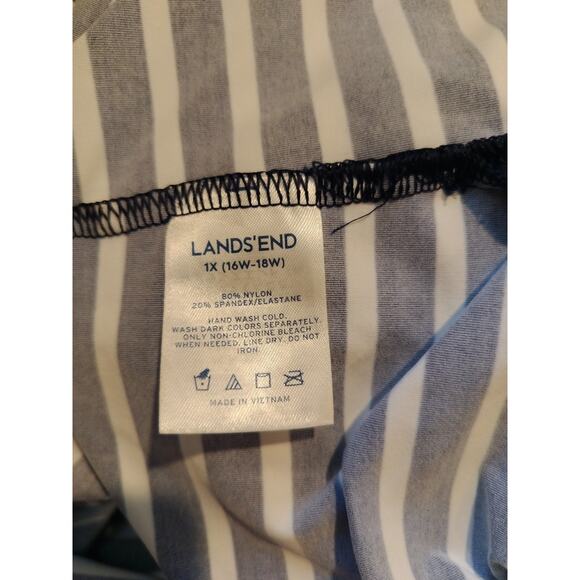 LANDS'END
1X (16W-18W)
80% NYLON
20% SPANDEX/ELASTANE
HAND WASH COLD.
WASH DARK COLORS SEPARATELY.
ONLY NON-CHLORINE BLEACH
WHEN NEEDED. LINE DRY. DO NOT
IRON.
MADE IN VIETNAM